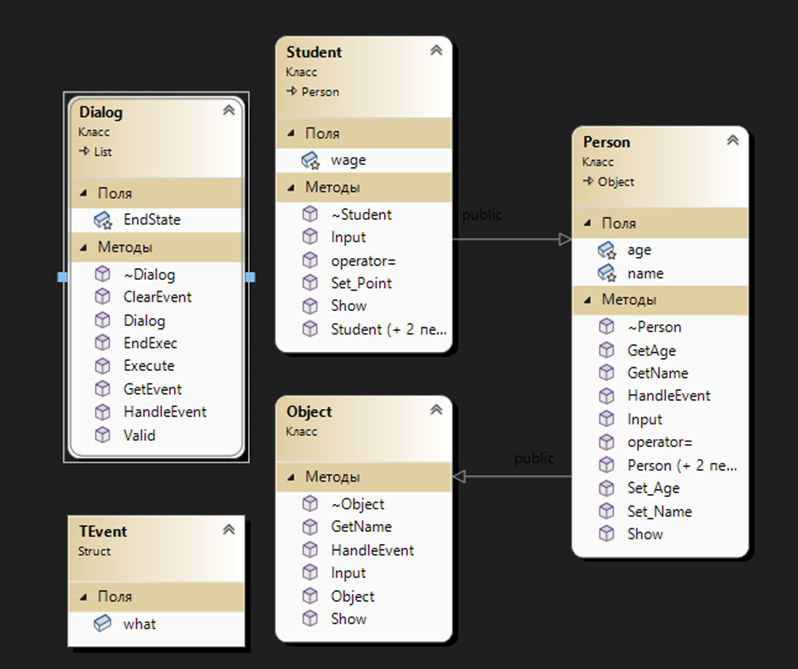 Dialog
Класс
List
Поля
EndState
Методы
~Dialog
ClearEvent
Dialog
EndExec
Execute
GetEvent
HandleEvent
Valid
TEvent
Struct
Поля
what
Student
Класс
Person
Поля
wage
Методы
~Student
Input
operator=
Set_Point
Show
Student (+ 2 пе...
public
Object
Класс
Методы
~Object
GetName
HandleEvent
Input
Object
Show
public
Person
Класс
Object
Поля
age
name
Методы
~Person
GetAge
GetName
HandleEvent
Input
operator=
Person (+ 2 пе...
Set_Age
Set_Name
Show